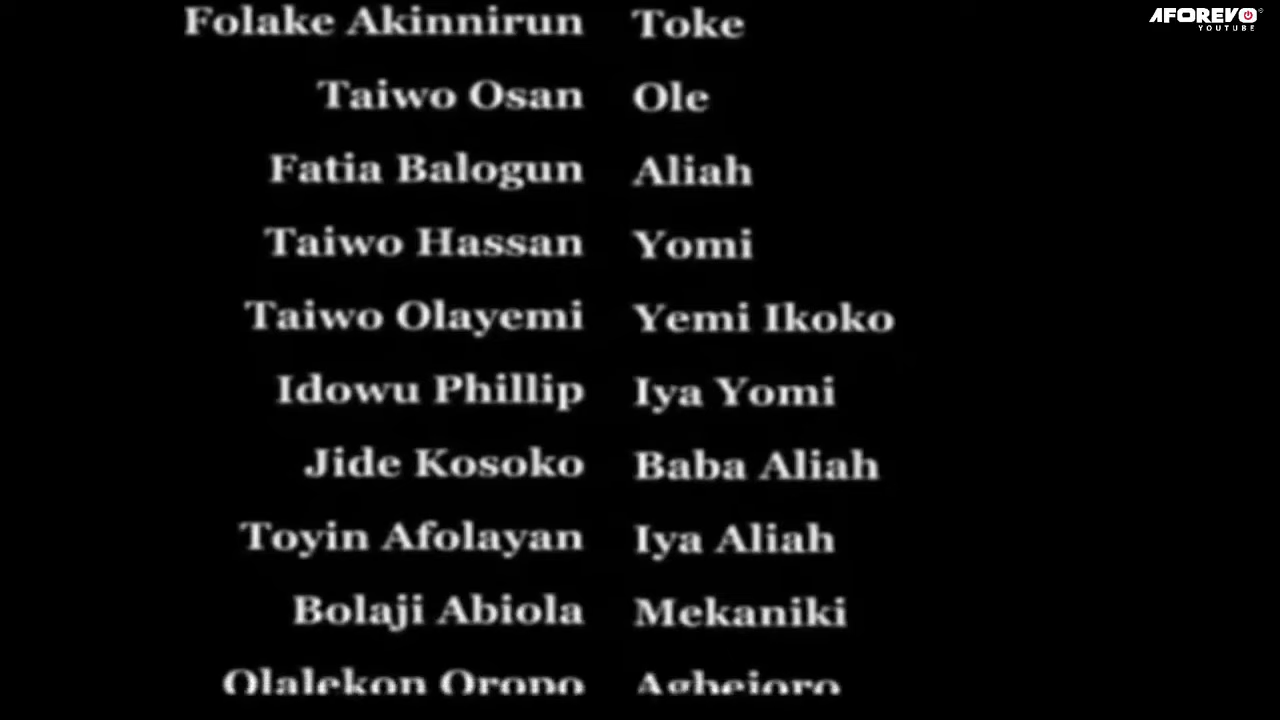 AFOREVO
YOUTUBE
Folake Akinnirun Toke
Taiwo Osan Ole
Fatia Balogun Aliah
Taiwo Hassan Yomi
Taiwo Olayemi Yemi Ikoko
Idowu Phillip Iya Yomi
Jide Kosoko Baba Aliah
Toyin Afolayan Iya Aliah
Bolaji Abiola Mekaniki
Olalekon